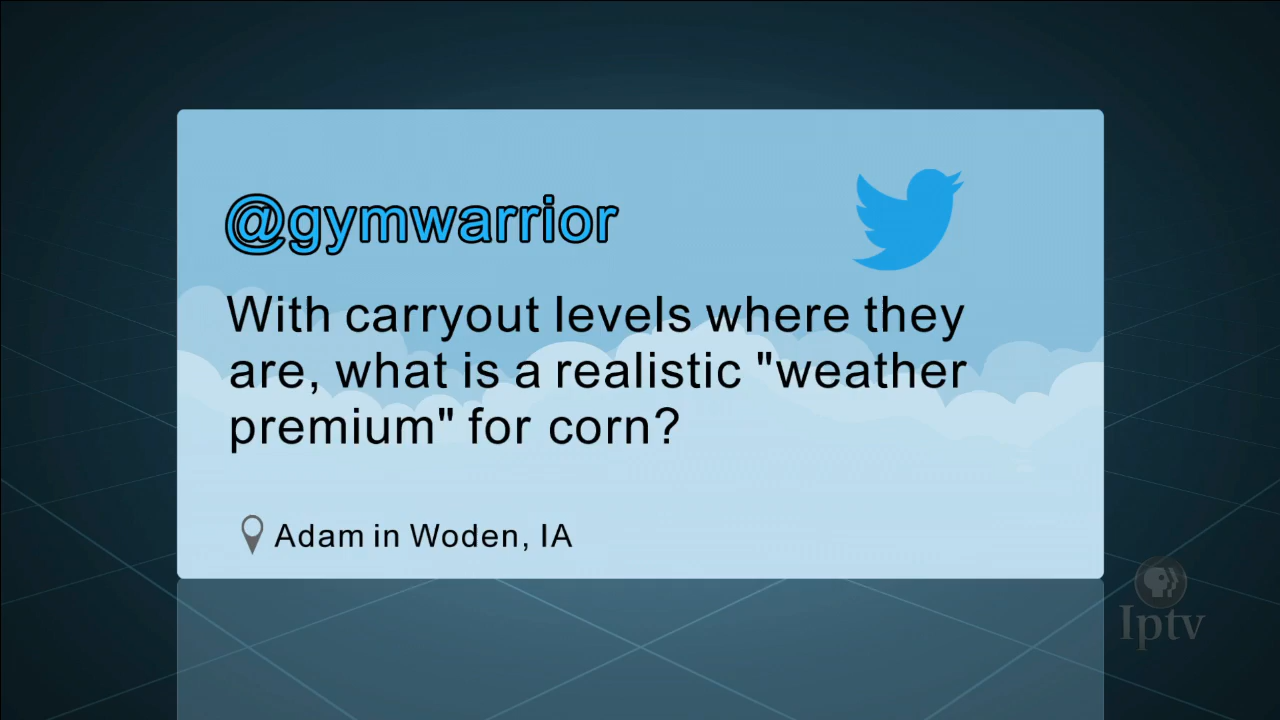 @gymwarrior
With carryout levels where they
are, what is a realistic "weather
premium" for corn?
Adam in Woden, IA
Iptv